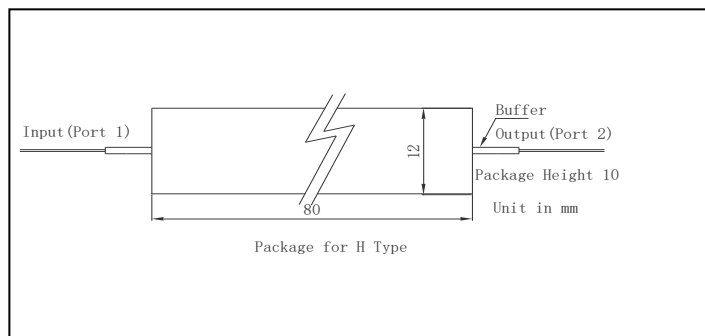 Buffer
Input(Port 1)
Output(Port 2)
12
Package Height 10
80
Unit in mm
Package for H Type